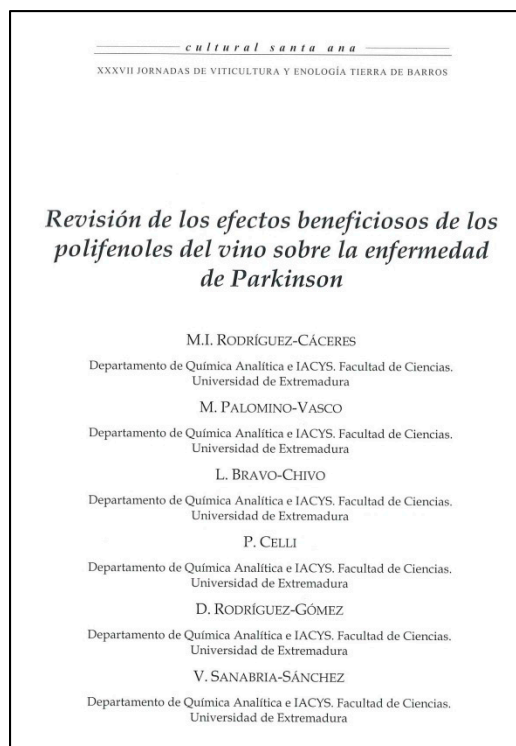 cultural santa ana
XXXVII JORNADAS DE VITICULTURA Y ENOLOGÍA TIERRA DE BARROS
Revisión de los efectos beneficiosos de los
polifenoles del vino sobre la enfermedad
de Parkinson
M.I. RODRÍGUEZ-CÁCERES
Departamento de Química Analítica e IACYS. Facultad de Ciencias.
Universidad de Extremadura
M. PALOMINO-VASCO
Departamento de Química Analítica e IACYS. Facultad de Ciencias.
Universidad de Extremadura
L. BRAVO-CHIVO
Departamento de Química Analítica e IACYS. Facultad de Ciencias.
Universidad de Extremadura
P. CELLI
Departamento de Química Analítica e IACYS. Facultad de Ciencias.
Universidad de Extremadura
D. RODRÍGUEZ-GÓMEZ
Departamento de Química Analítica e IACYS. Facultad de Ciencias.
Universidad de Extremadura
V. SANABRIA-SÁNCHEZ
Departamento de Química Analítica e IACYS. Facultad de Ciencias.
Universidad de Extremadura